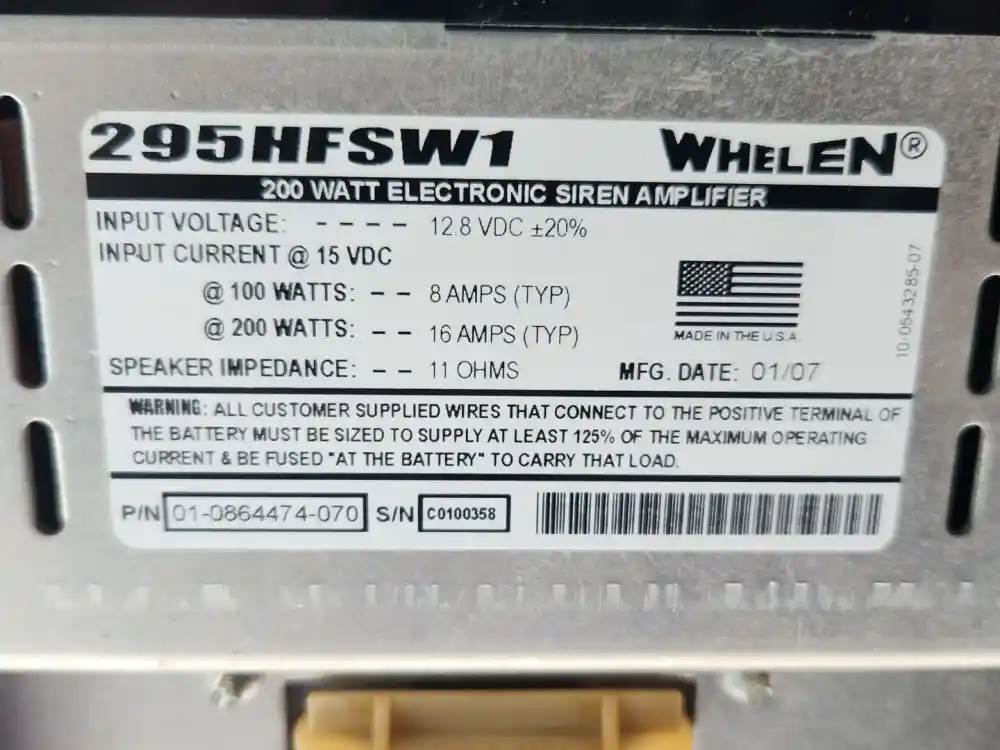 295HFSW1 WHELEN®
200 WATT ELECTRONIC SIREN AMPLIFIER
INPUT VOLTAGE: - - - - 12.8 VDC ±20%
INPUT CURRENT @ 15 VDC
@ 100 WATTS: - - 8 AMPS (TYP)
@ 200 WATTS: - - 16 AMPS (TYP)
SPEAKER IMPEDANCE: - - 11 OHMS
MADE IN THE U.S.A.
MFG. DATE: 01/07
10-0543285-07
WARNING: ALL CUSTOMER SUPPLIED WIRES THAT CONNECT TO THE POSITIVE TERMINAL OF
THE BATTERY MUST BE SIZED TO SUPPLY AT LEAST 125% OF THE MAXIMUM OPERATING
CURRENT & BE FUSED "AT THE BATTERY" TO CARRY THAT LOAD.
P/N 01-0864474-070 S/N C0100358